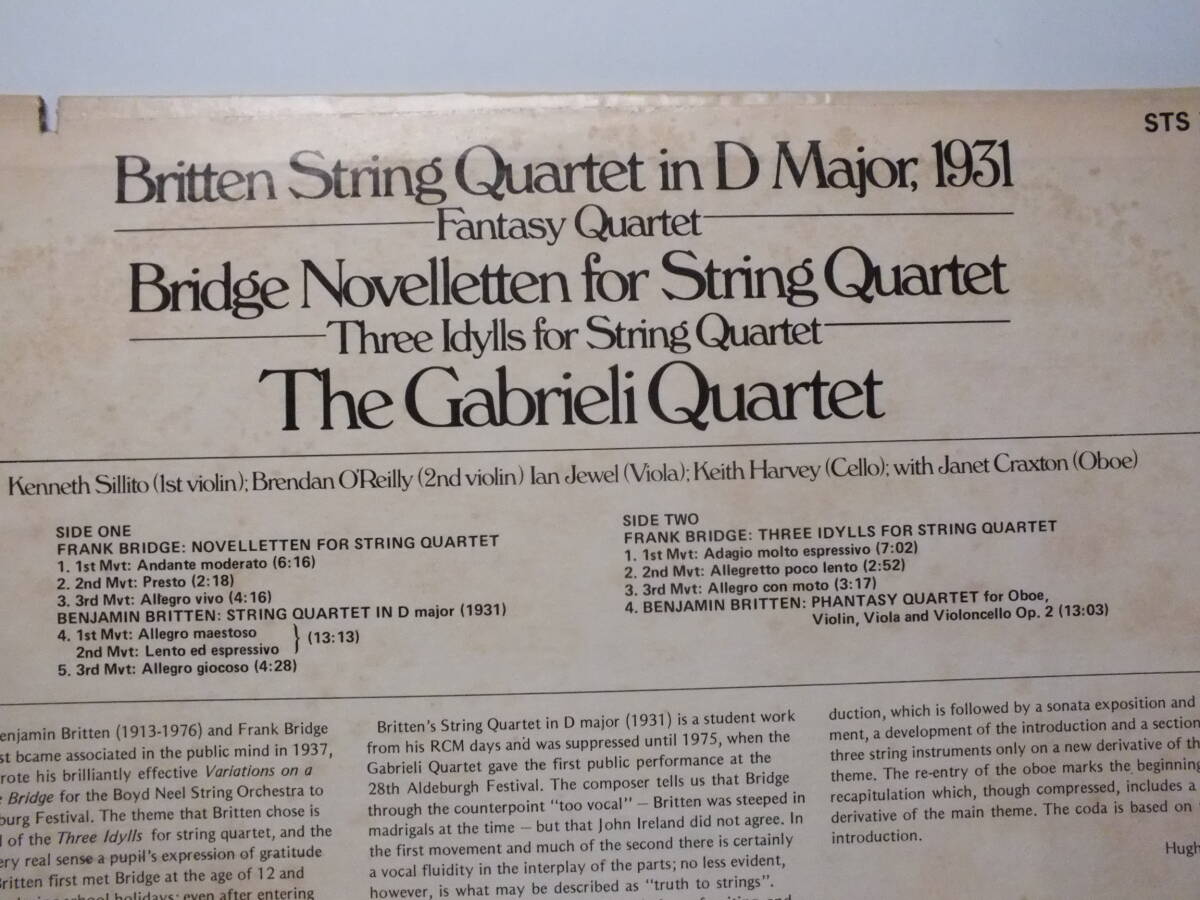 STS
Britten String Quartet in D Major, 1931
Fantasy Quartet
Bridge Novelletten for String Quartet
Three Idylls for String Quartet
The Gabrieli Quartet
Kenneth Sillito (1st violin); Brendan O'Reilly (2nd violin) Ian Jewel (Viola); Keith Harvey (Cello); with Janet Craxton (Oboe)
SIDE ONE
FRANK BRIDGE: NOVELLETTEN FOR STRING QUARTET
1. 1st Mvt: Andante moderato (6:16)
2. 2nd Mvt: Presto (2:18)
3. 3rd Mvt: Allegro vivo (4:16)
BENJAMIN BRITTEN: STRING QUARTET IN D major (1931)
4. 1st Mvt: Allegro maestoso
2nd Mvt: Lento ed espressivo } (13:13)
5. 3rd Mvt: Allegro giocoso (4:28)
SIDE TWO
FRANK BRIDGE: THREE IDYLLS FOR STRING QUARTET
1. 1st Mvt: Adagio molto espressivo (7:02)
2. 2nd Mvt: Allegretto poco lento (2:52)
3. 3rd Mvt: Allegro con moto (3:17)
4. BENJAMIN BRITTEN: PHANTASY QUARTET for Oboe,
Violin, Viola and Violoncello Op. 2 (13:03)
enjamin Britten (1913-1976) and Frank Bridge
st bcame associated in the public mind in 1937,
rote his brilliantly effective Variations on a
e Bridge for the Boyd Neel String Orchestra to
burg Festival. The theme that Britten chose is
l of the Three Idylls for string quartet, and the
ery real sense a pupil's expression of gratitude
Britten first met Bridge at the age of 12 and
school holidays; even after entering
Britten's String Quartet in D major (1931) is a student work
from his RCM days and was suppressed until 1975, when the
Gabrieli Quartet gave the first public performance at the
28th Aldeburgh Festival. The composer tells us that Bridge
through the counterpoint "too vocal" – Britten was steeped in
madrigals at the time – but that John Ireland did not agree. In
the first movement and much of the second there is certainly
a vocal fluidity in the interplay of the parts; no less evident,
however, is what may be described as "truth to strings".
duction, which is followed by a sonata exposition and
ment, a development of the introduction and a section
three string instruments only on a new derivative of th
theme. The re-entry of the oboe marks the beginning
recapitulation which, though compressed, includes a
derivative of the main theme. The coda is based on
introduction.
Hugh